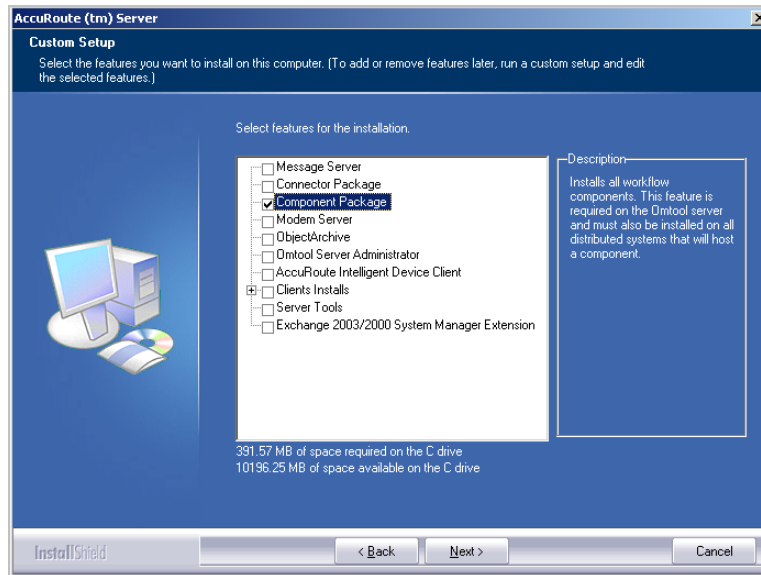 AccuRoute (tm) Server
Custom Setup
Select the features you want to install on this computer. (To add or remove features later, run a custom setup and edit
the selected features.)
Select features for the installation.
Message Server
Connector Package
Component Package
Modem Server
ObjectArchive
Omtool Server Administrator
AccuRoute Intelligent Device Client
Clients Installs
Server Tools
Exchange 2003/2000 System Manager Extension
Description
Installs all workflow
components. This feature is
required on the Omtool server
and must also be installed on all
distributed systems that will host
a component.
391.57 MB of space required on the C drive
10196.25 MB of space available on the C drive
InstallShield
< Back
Next >
Cancel